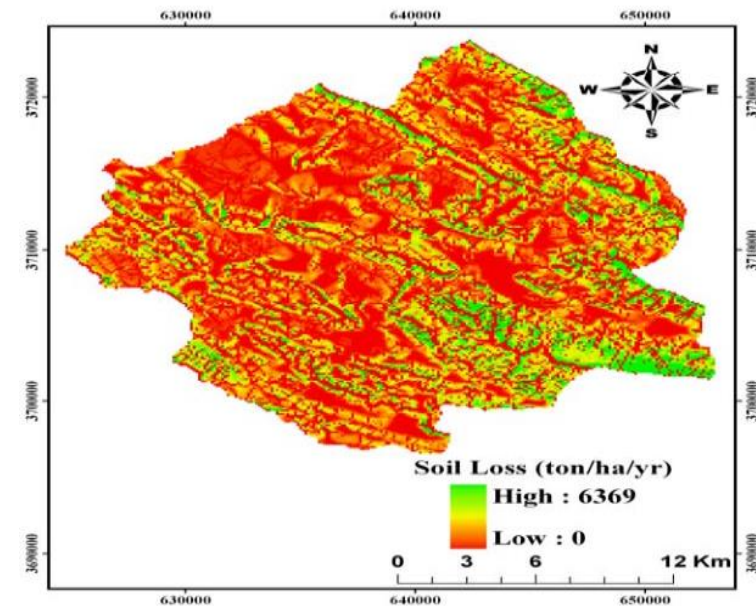 630000 640000 650000
N
W E
S
3720000 3720000
3710000 3710000
3700000 3700000
3690000 3690000
Soil Loss (ton/ha/yr)
High : 6369
Low : 0
0 3 6 12 Km
630000 640000 650000